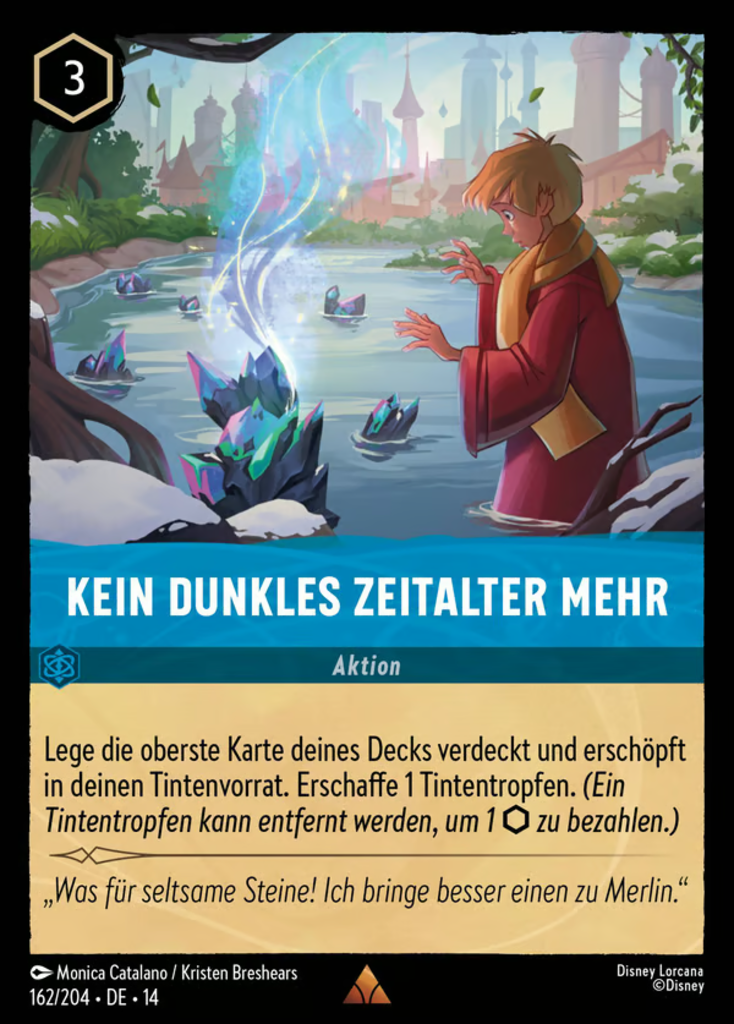 3
KEIN DUNKLES ZEITALTER MEHR
Aktion
Lege die oberste Karte deines Decks verdeckt und erschöpft
in deinen Tintenvorrat. Erschaffe 1 Tintentropfen. (Ein
Tintentropfen kann entfernt werden, um 1 ⬡ zu bezahlen.)
„Was für seltsame Steine! Ich bringe besser einen zu Merlin.“
Monica Catalano / Kristen Breshears
162/204 • DE • 14
Disney Lorcana
©Disney